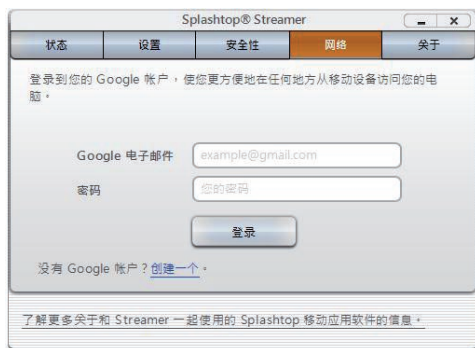 Splashtop® Streamer
状态 设置 安全性 网络 关于
登录到您的 Google 帐户，使您更方便地在任何地方从移动设备访问您的电
脑。
Google 电子邮件 example@gmail.com
密码 您的密码
登录
没有 Google 帐户？创建一个。
了解更多关于和 Streamer 一起使用的 Splashtop 移动应用软件的信息。